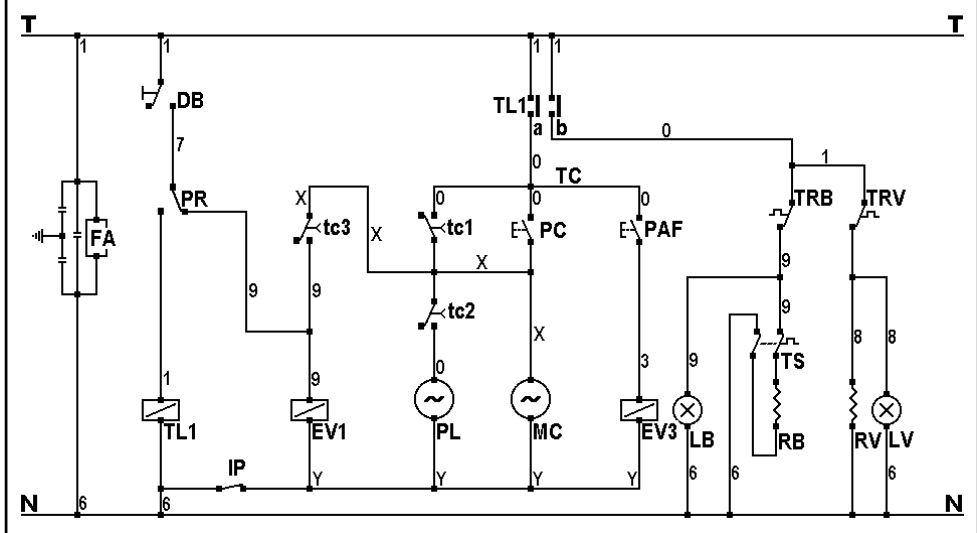 T T
1 1 1 1
DB TL1
a b 0
7 0 TC 1
PR X 0 0 0 TRB TRV
tc3 tc1 PC PAF
FA X X 9
9 9 9
tc2 X 0 3 9 8 8
TS
1 9
TL1 EV1 PL MC EV3 LB RB RV LV
IP Y Y Y Y 6 6 6
N 6 6 N